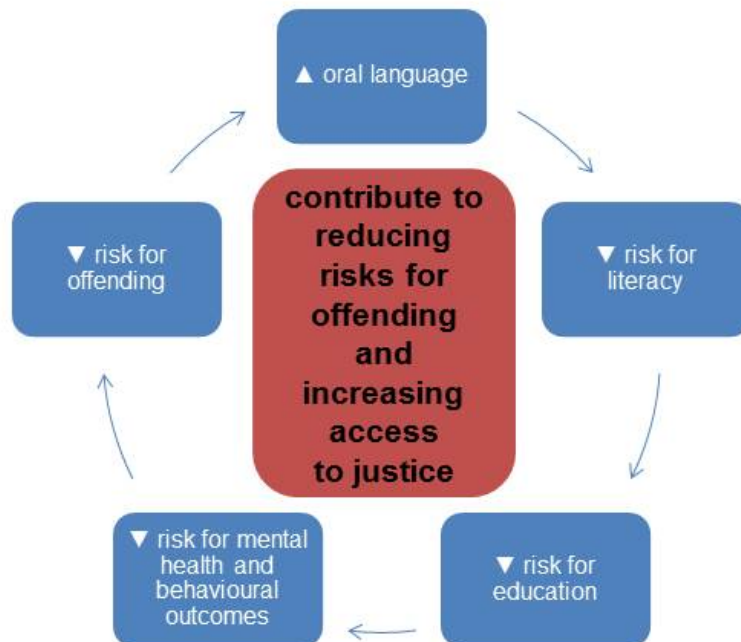 ▲ oral language
contribute to
reducing
risks for
offending
and
increasing
access
to justice
▼ risk for
literacy
▼ risk for
education
▼ risk for mental
health and
behavioural
outcomes
▼ risk for
offending